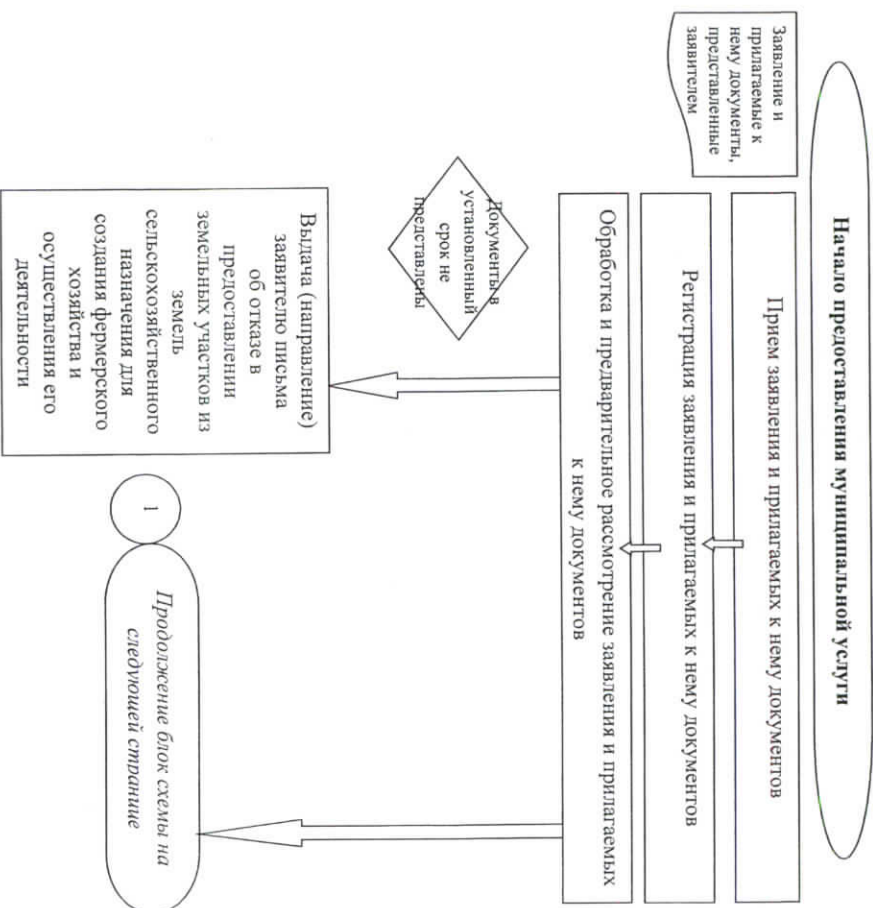 Начало предоставления муниципальной услуги
Заявление и
прилагаемые к
нему документы,
представленные
заявителем
Прием заявления и прилагаемых к нему документов
Регистрация заявления и прилагаемых к нему документов
Обработка и предварительное рассмотрение заявления и прилагаемых
к нему документов
Документы в
установленный
срок не
представлены
Выдача (направление)
заявителю письма
об отказе в
предоставлении
земельных участков из
земель
сельскохозяйственного
назначения для
создания фермерского
хозяйства и
осуществления его
деятельности
1
Продолжение блок схемы на
следующей странице